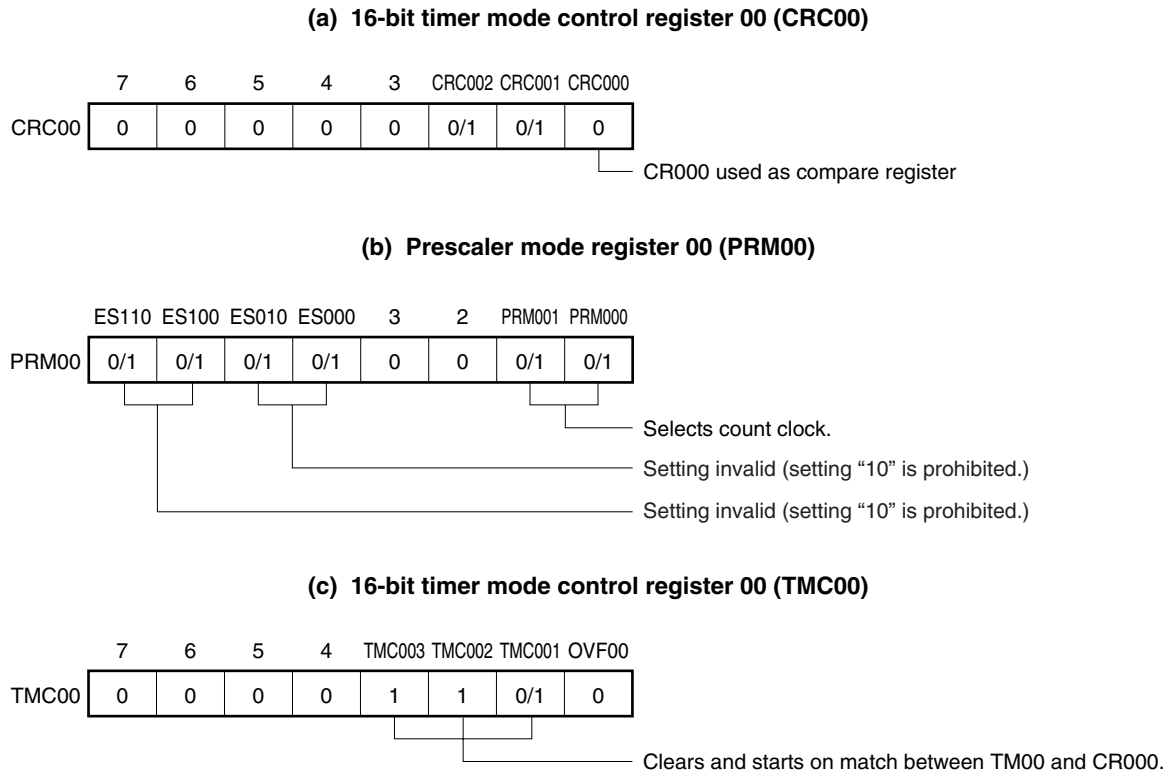 (a) 16-bit timer mode control register 00 (CRC00)
7 6 5 4 3 CRC002 CRC001 CRC000
CRC00 0 0 0 0 0 0/1 0/1 0
CR000 used as compare register
(b) Prescaler mode register 00 (PRM00)
ES110 ES100 ES010 ES000 3 2 PRM001 PRM000
PRM00 0/1 0/1 0/1 0/1 0 0 0/1 0/1
Selects count clock.
Setting invalid (setting “10” is prohibited.)
Setting invalid (setting “10” is prohibited.)
(c) 16-bit timer mode control register 00 (TMC00)
7 6 5 4 TMC003 TMC002 TMC001 OVF00
TMC00 0 0 0 0 1 1 0/1 0
Clears and starts on match between TM00 and CR000.